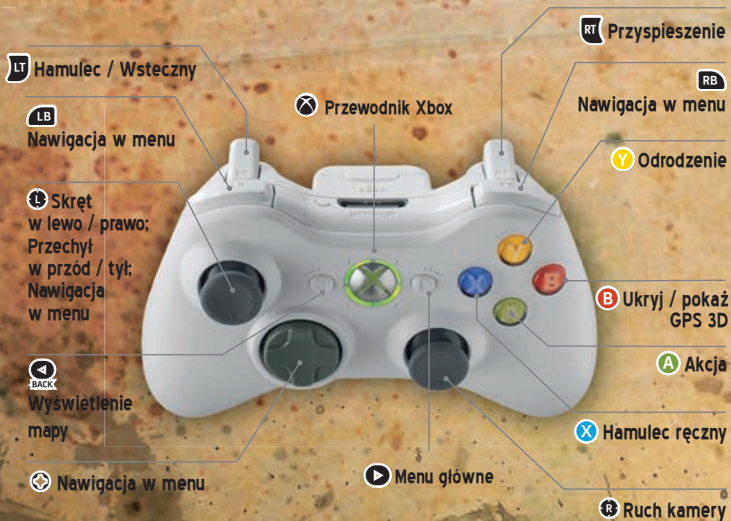 LT Hamulec / Wsteczny
LB
Nawigacja w menu
L Skręt
w lewo / prawo;
Przechył
w przód / tył;
Nawigacja
w menu
BACK
Wyświetlenie
mapy
Nawigacja w menu
Przewodnik Xbox
Menu główne
RT Przyspieszenie
RB
Nawigacja w menu
Y Odrodzenie
B Ukryj / pokaż
GPS 3D
A Akcja
X Hamulec ręczny
R Ruch kamery
Y
B
X